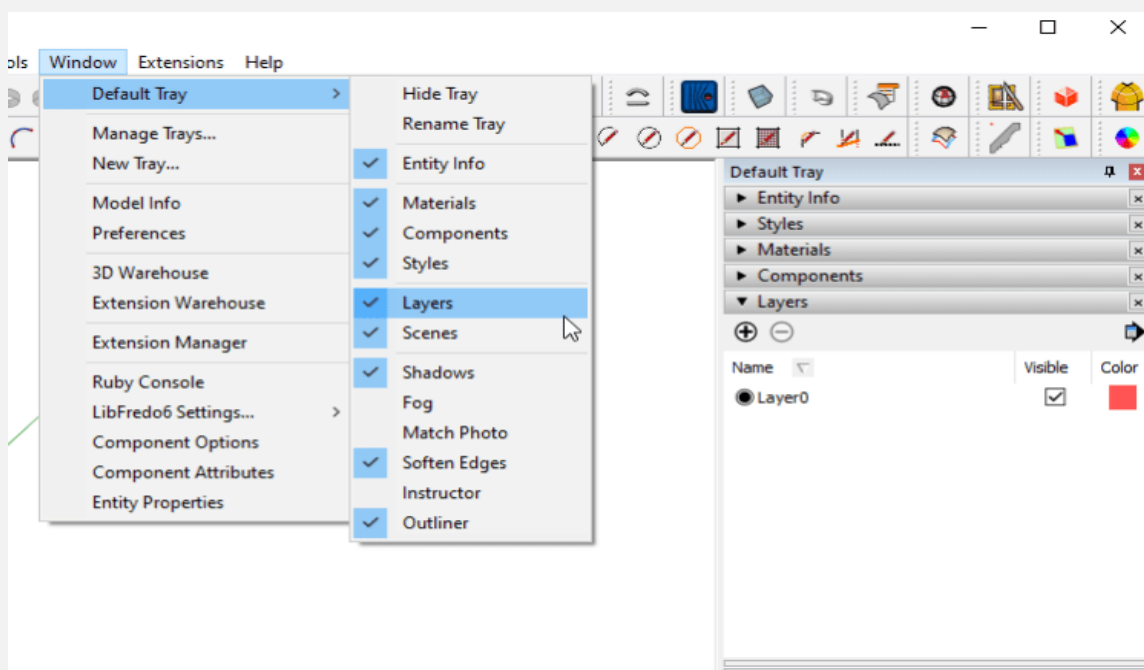 ols Window Extensions Help
Default Tray
Manage Trays...
New Tray...
Model Info
Preferences
3D Warehouse
Extension Warehouse
Extension Manager
Ruby Console
LibFredo6 Settings...
Component Options
Component Attributes
Entity Properties
Hide Tray
Rename Tray
Entity Info
Materials
Components
Styles
Layers
Scenes
Shadows
Fog
Match Photo
Soften Edges
Instructor
Outliner
Default Tray
Entity Info
Styles
Materials
Components
Layers
Name Visible Color
Layer0